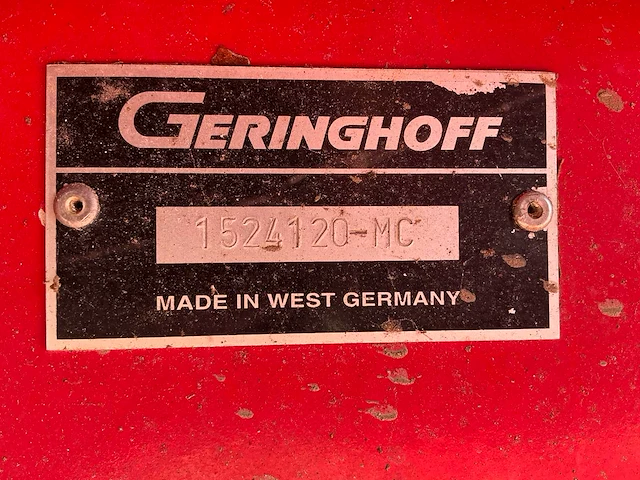 GERINGHOFF
1524120-MC
MADE IN WEST GERMANY